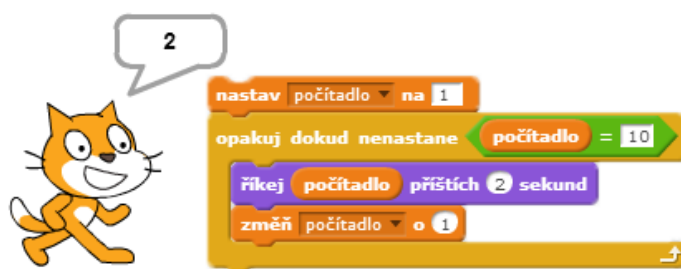 2
nastav počítadlo na 1
opakuj dokud nenastane počítadlo = 10
říkej počítadlo příštích 2 sekund
změň počítadlo o 1